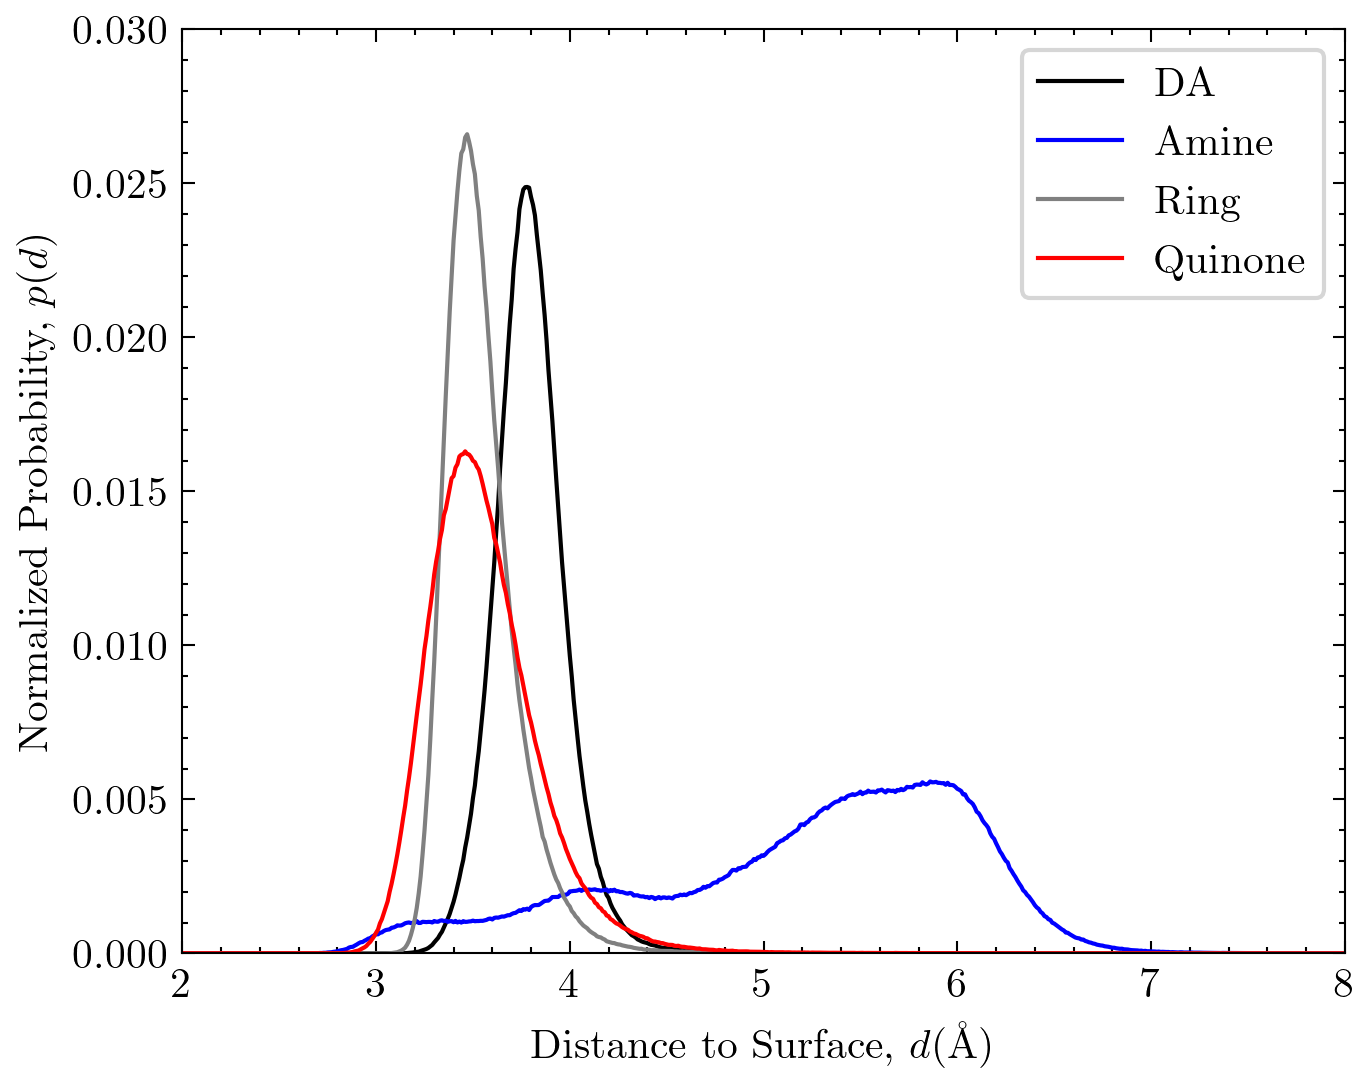 0.030
0.025
0.020
0.015
0.010
0.005
0.000
Normalized Probability, p(d)
2 3 4 5 6 7 8
Distance to Surface, d(Å)
DA
Amine
Ring
Quinone